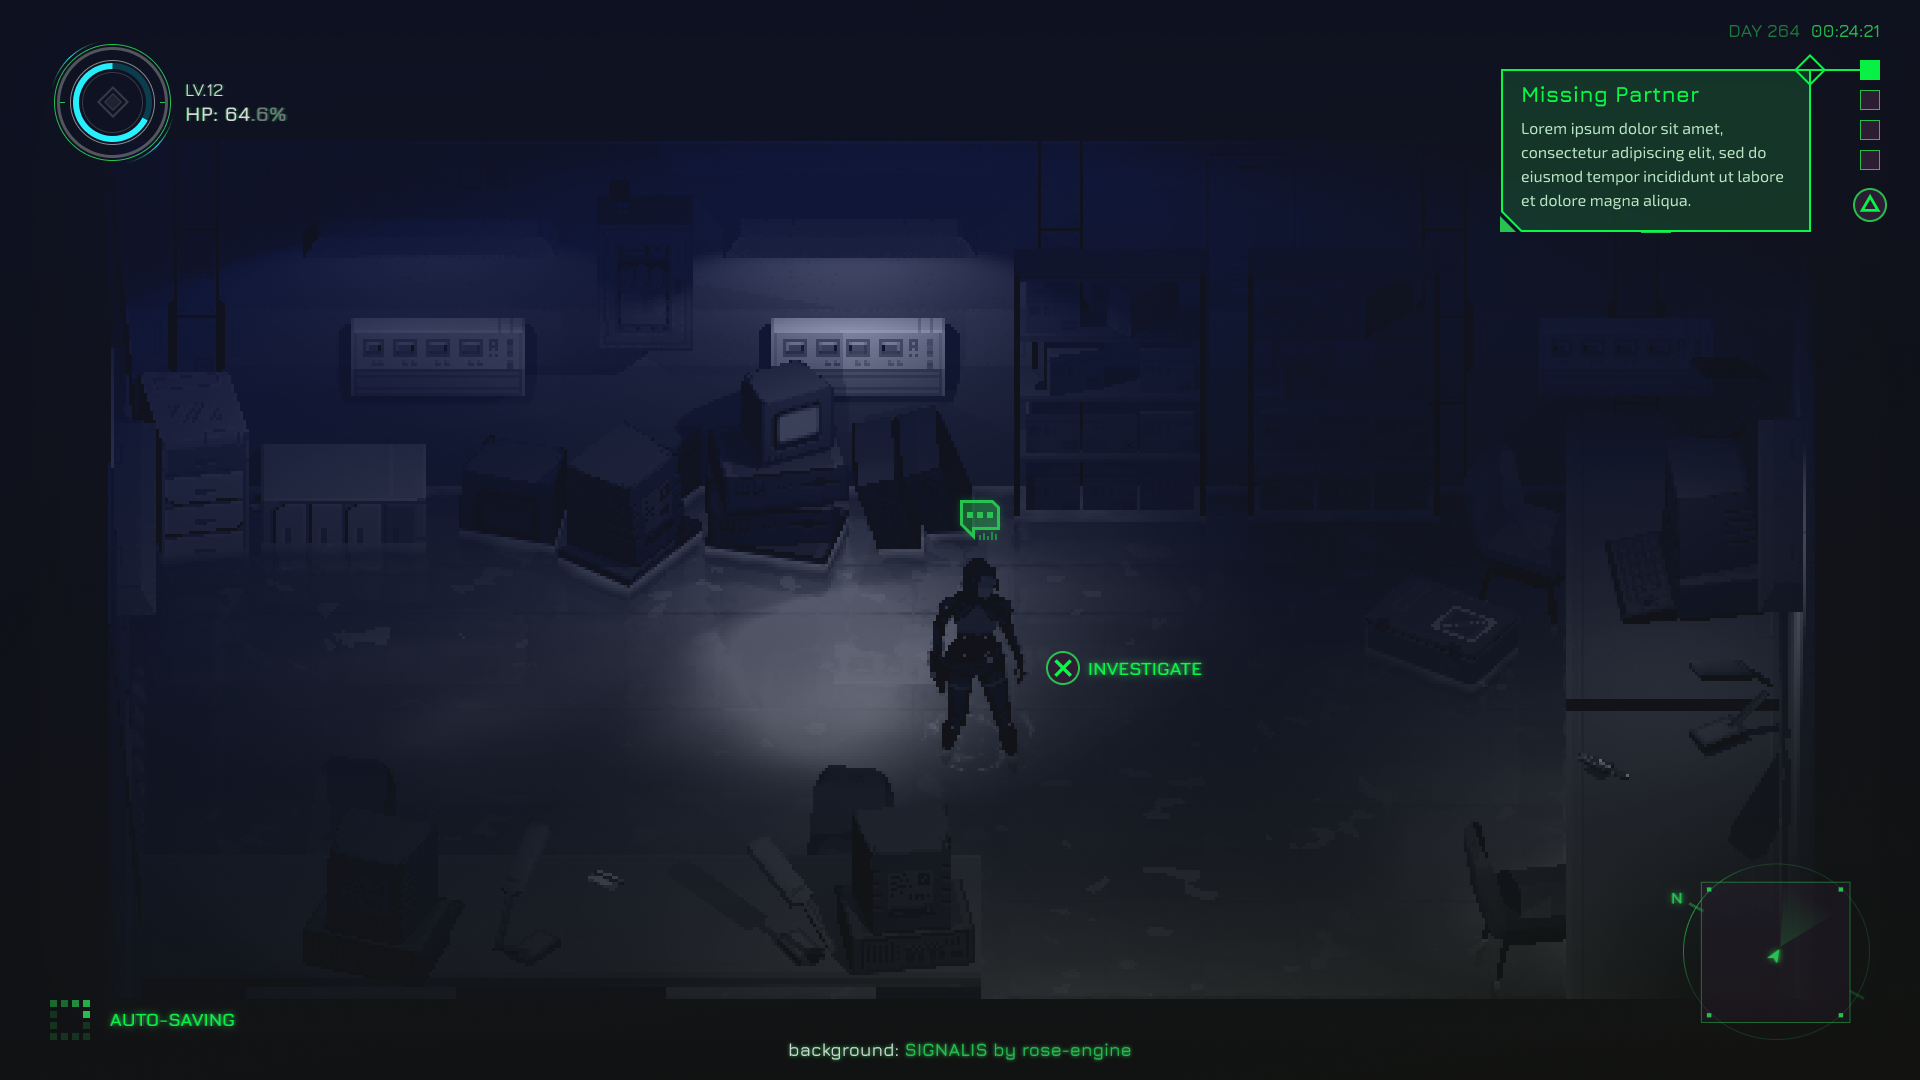 DAY 264 00:24:21
LV.12
HP: 64.6%
Missing Partner
Lorem ipsum dolor sit amet,
consectetur adipiscing elit, sed do
eiusmod tempor incididunt ut labore
et dolore magna aliqua.
INVESTIGATE
N
AUTO-SAVING
background: SIGNALIS by rose-engine